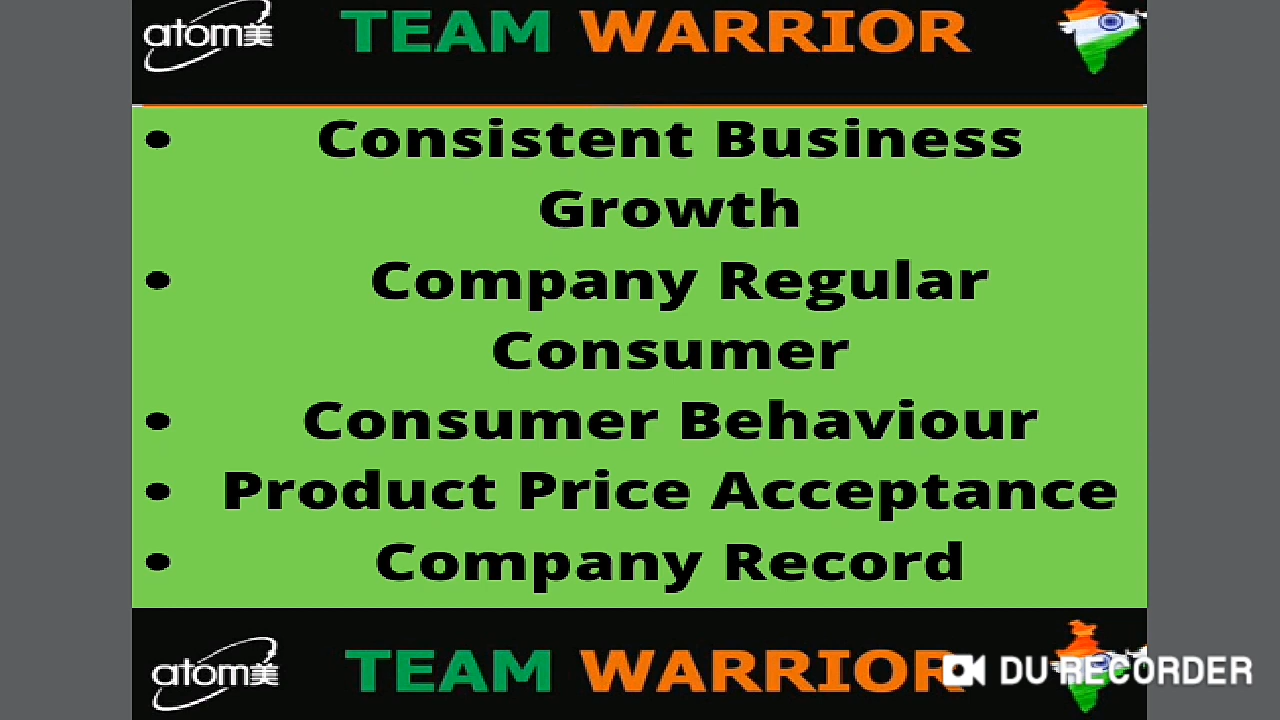 atom美
TEAM WARRIOR
• Consistent Business
Growth
• Company Regular
Consumer
• Consumer Behaviour
• Product Price Acceptance
• Company Record
atom美
TEAM WARRIOR
DU RECORDER